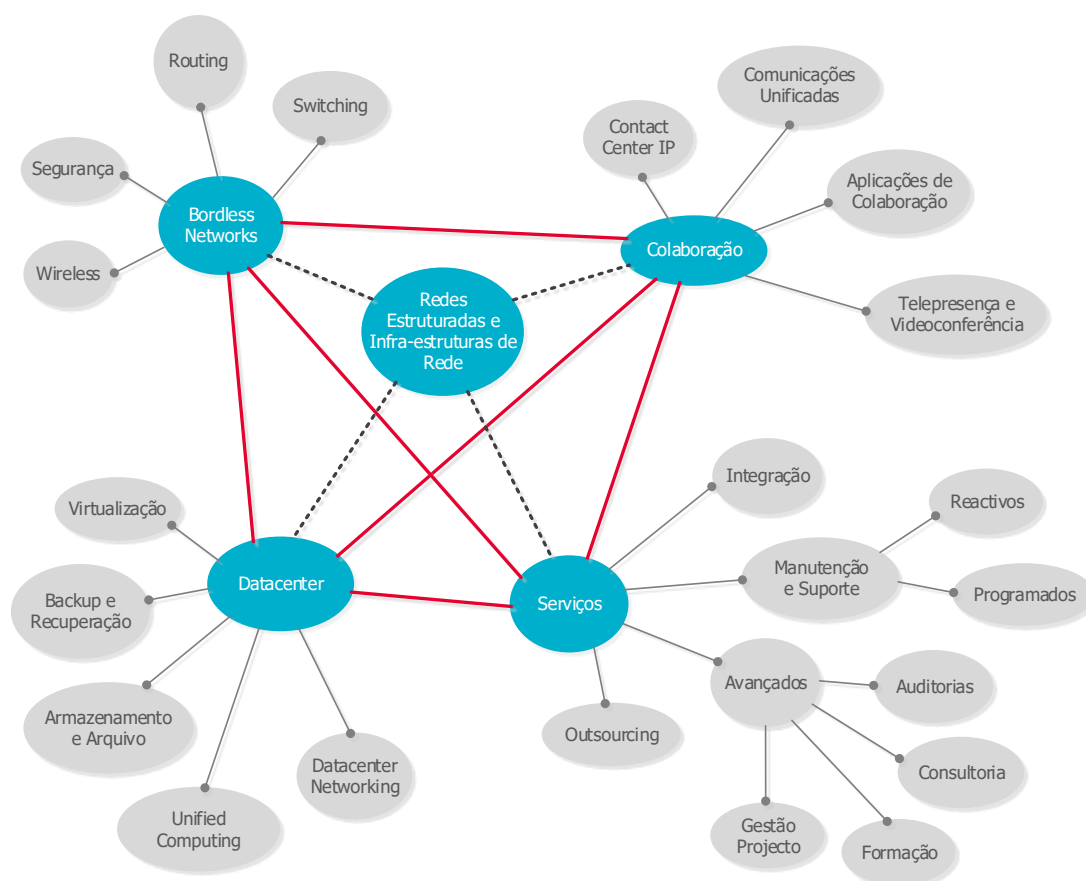 Routing
Switching
Segurança
Bordless
Networks
Wireless
Comunicações
Unificadas
Contact
Center IP
Aplicações de
Colaboração
Colaboração
Telepresença e
Videoconferência
Redes
Estruturadas e
Infra-estruturas de
Rede
Virtualização
Datacenter
Backup e
Recuperação
Armazenamento
e Arquivo
Unified
Computing
Datacenter
Networking
Serviços
Integração
Manutenção
e Suporte
Reactivos
Programados
Avançados
Auditorias
Consultoria
Formação
Gestão
Projecto
Outsourcing